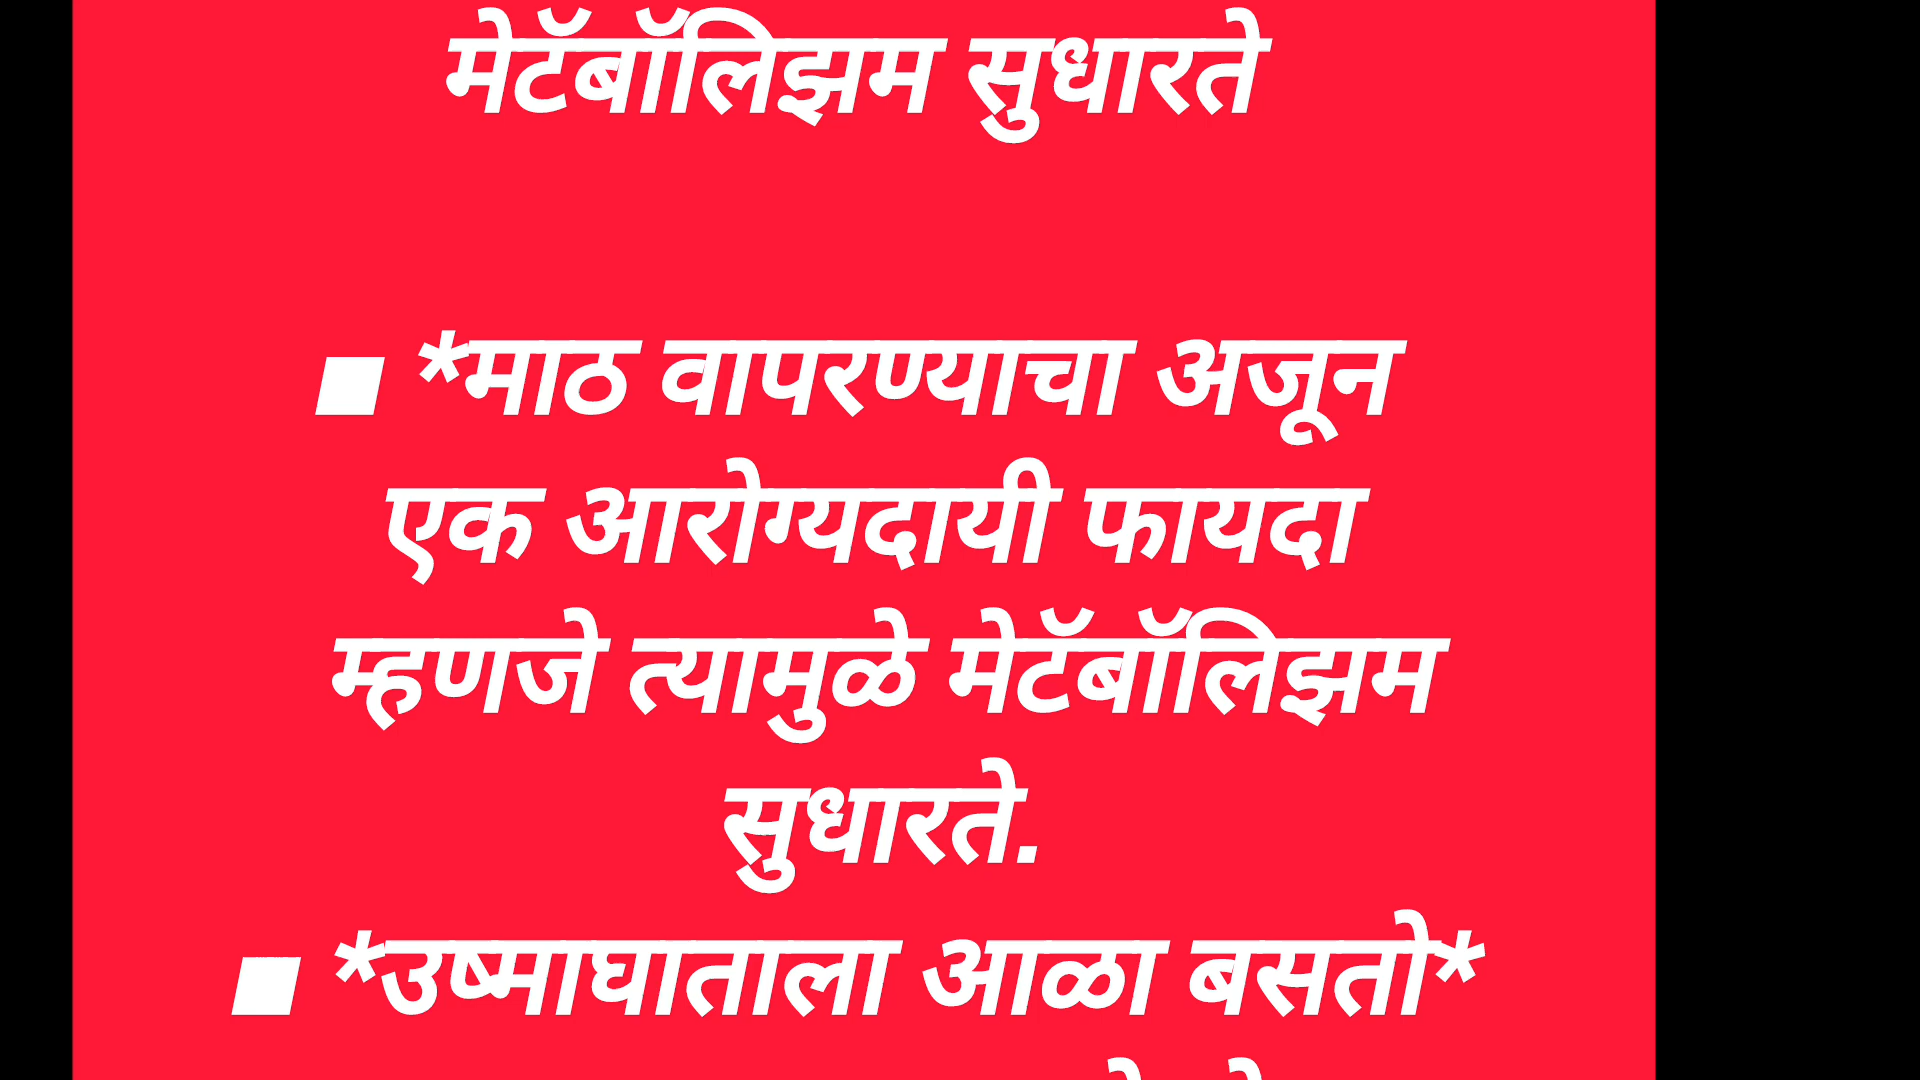 मेटॅबॉलिझम सुधारते
■ *माठ वापरण्याचा अजून
एक आरोग्यदायी फायदा
म्हणजे त्यामुळे मेटॅबॉलिझम
सुधारते.
■ *उष्माघाताला आळा बसतो*